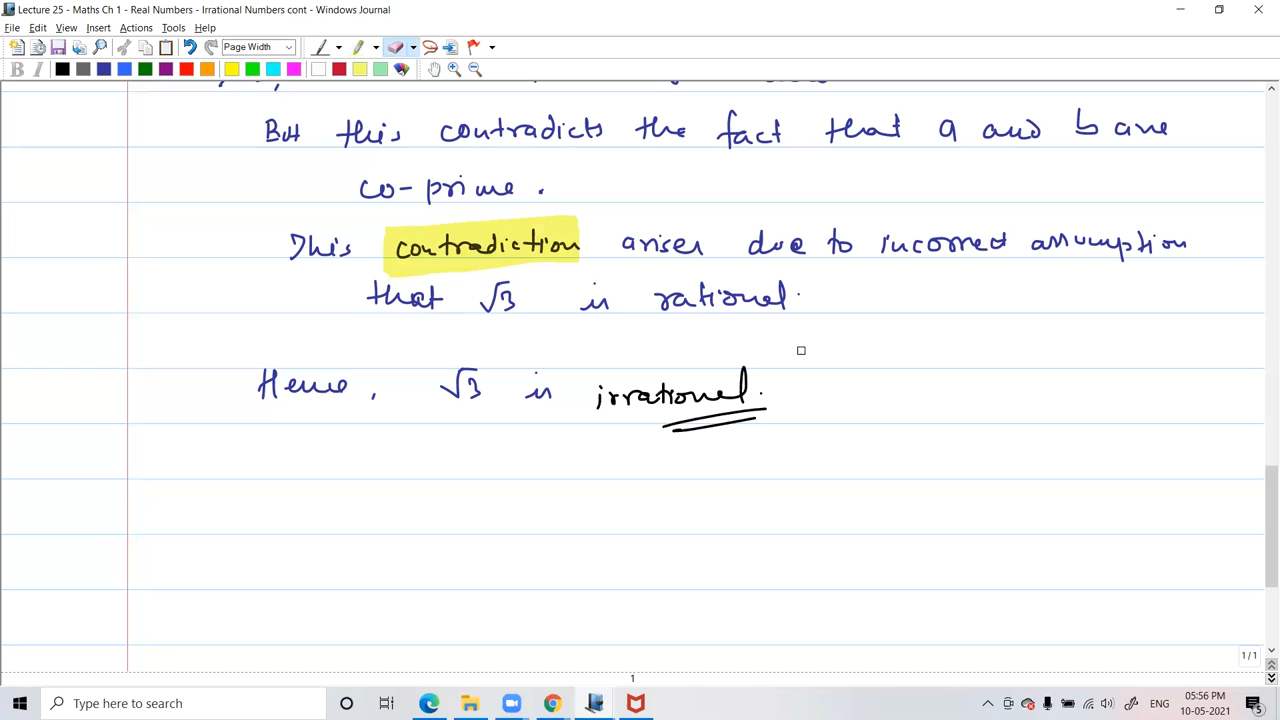 Lecture 25 - Maths Ch 1 - Real Numbers - Irrational Numbers cont - Windows Journal
File Edit View Insert Actions Tools Help
Page Width
B I
But this contradicts the fact that a and b are
co-prime.
This contradiction arises due to incorrect assumption
that √3 is rational.
Hence, √3 is irrational.
1/1
1
Type here to search
05:56 PM
10-05-2021
5